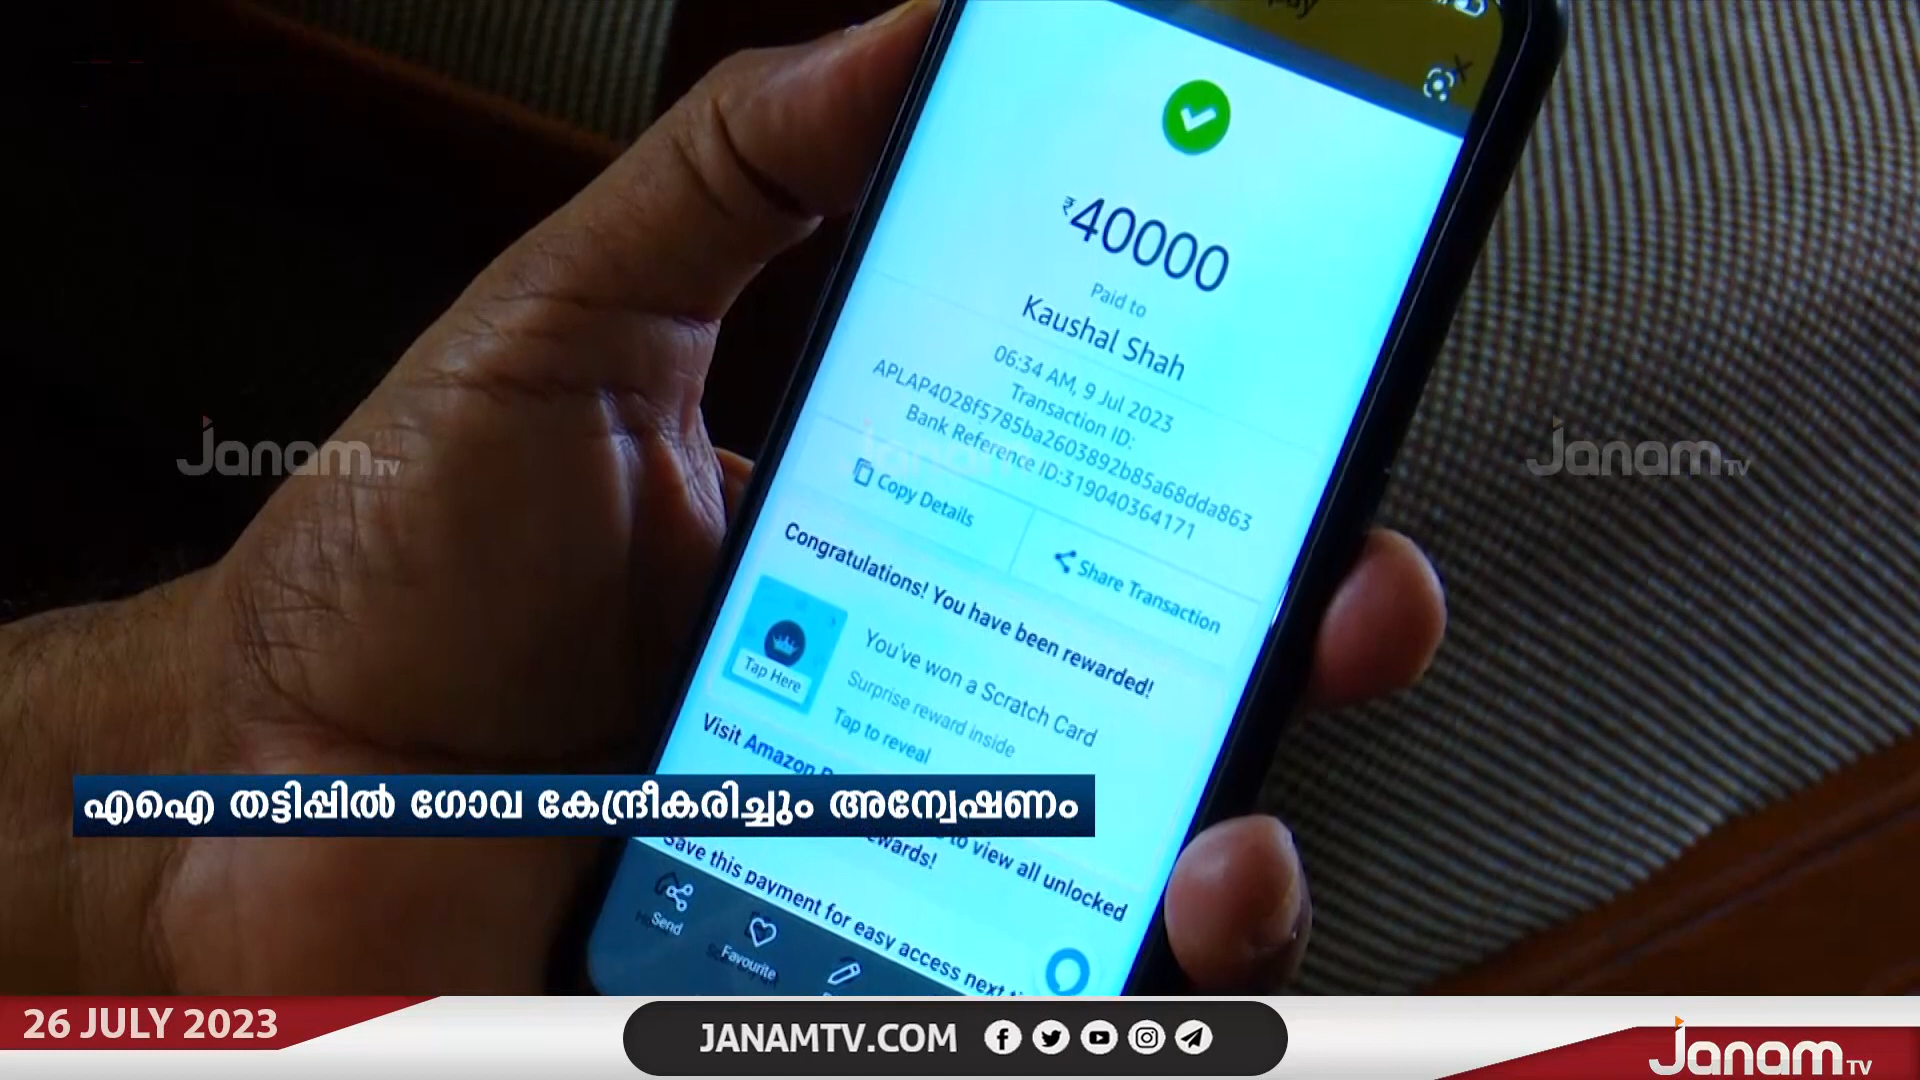 pay
₹40000
Paid to
Kaushal Shah
06:34 AM, 9 Jul 2023
Transaction ID:
APLAP4028f5785ba2603892b85a68dda863
Bank Reference ID:319040364171
Copy Details
Share Transaction
Congratulations! You have been rewarded!
You've won a Scratch Card
Surprise reward inside
Tap Here
Tap to reveal
Visit Amazon
to view all unlocked
rewards!
Save this payment for easy access next
Send
Favourite
Janam TV
Janam TV
Janam
എഐ തട്ടിപ്പിൽ ഗോവ കേന്ദ്രീകരിച്ചും അന്വേഷണം
26 JULY 2023
JANAMTV.COM
Janam TV